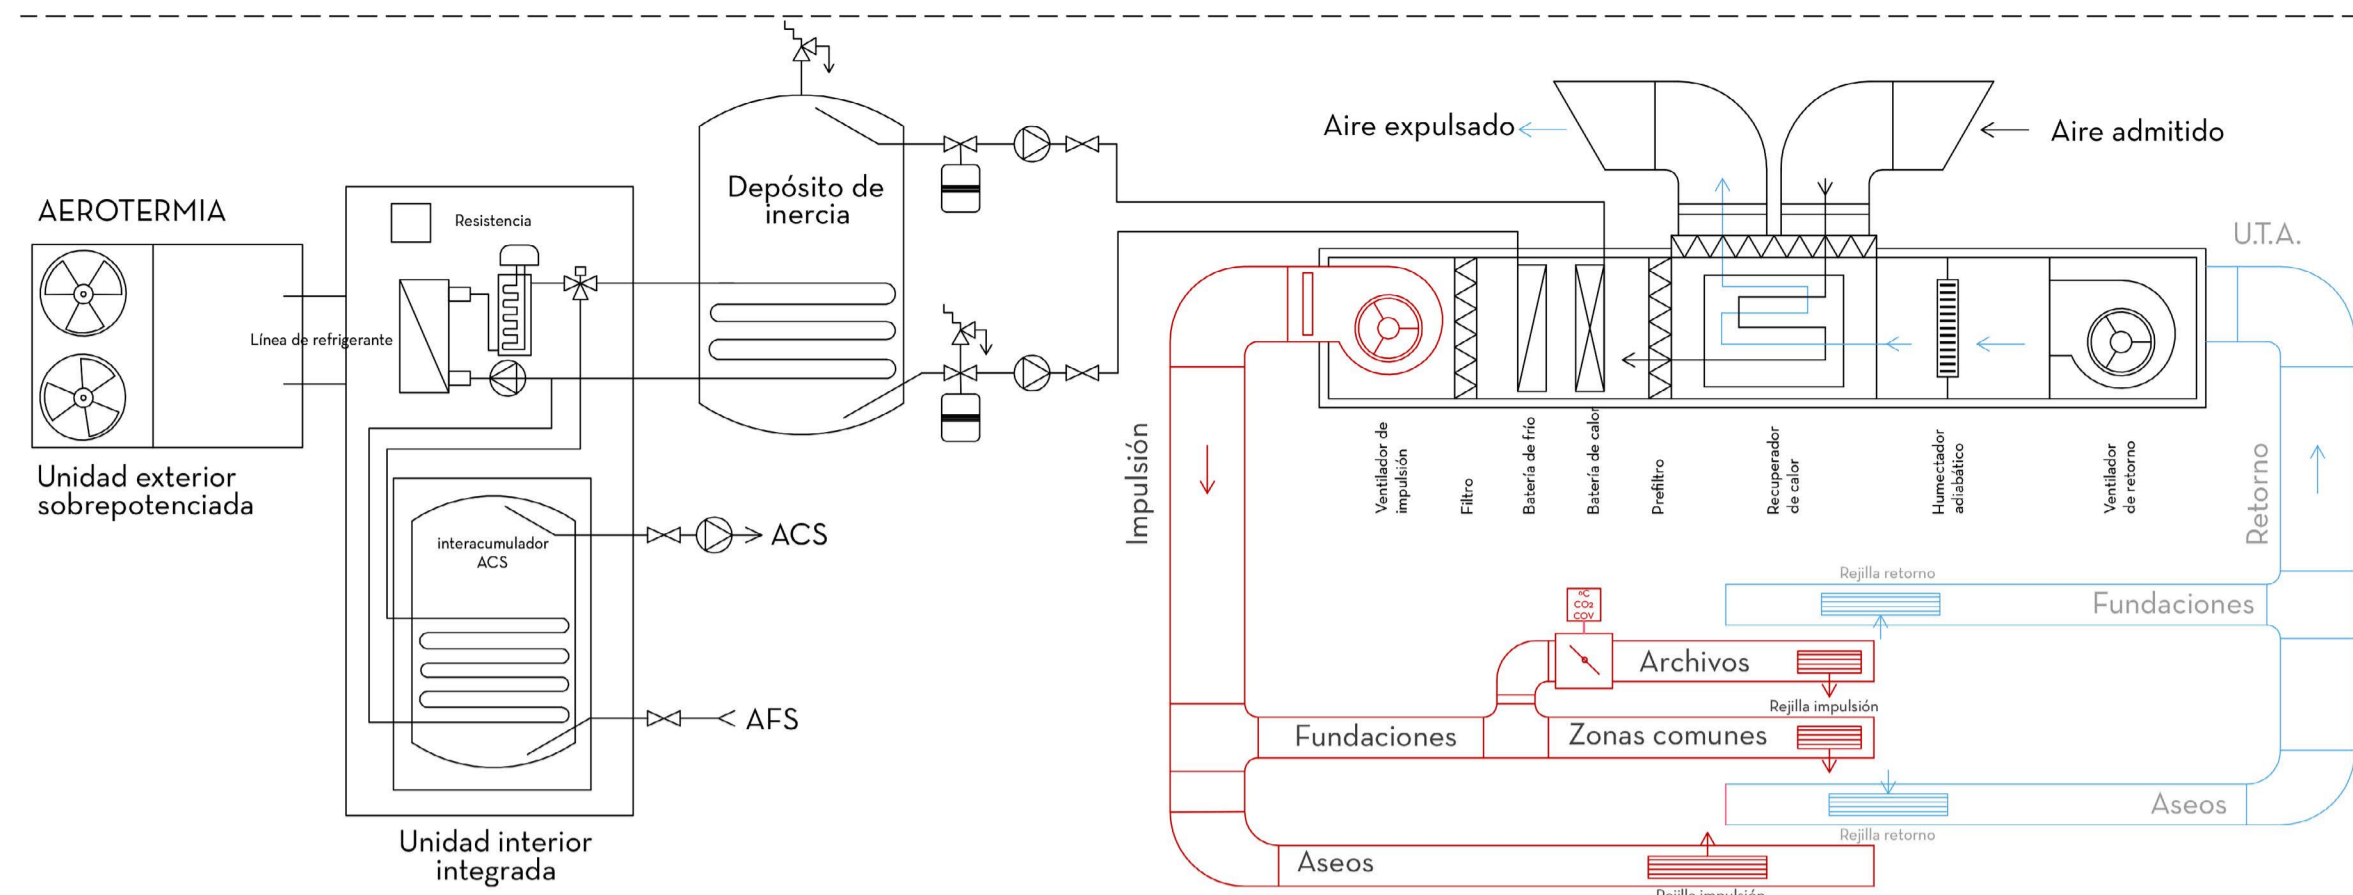 AEROTERMIA
Línea de refrigerante
Unidad exterior
sobrepotenciada
Resistencia
interacumulador
ACS
Unidad interior
integrada
Depósito de
inercia
ACS
AFS
Aire expulsado
Aire admitido
U.T.A.
Impulsión
Ventilador de
impulsión
Filtro
Batería de frío
Batería de calor
Prefiltro
Recuperador
de calor
Humectador
adiabático
Ventilador
de retorno
Retorno
Rejilla retorno
Fundaciones
ºC
CO2
COV
Archivos
Rejilla impulsión
Fundaciones
Zonas comunes
Aseos
Rejilla retorno
Aseos
Rejilla impulsión